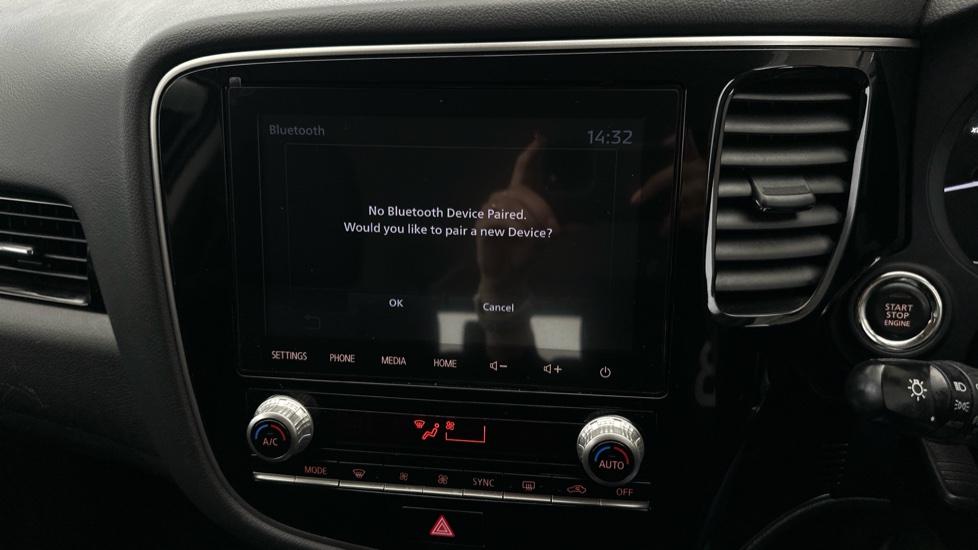 Bluetooth
14:32
No Bluetooth Device Paired.
Would you like to pair a new Device?
OK
Cancel
SETTINGS
PHONE
MEDIA
HOME
START
STOP
ENGINE
A/C
AUTO
MODE
SYNC
OFF